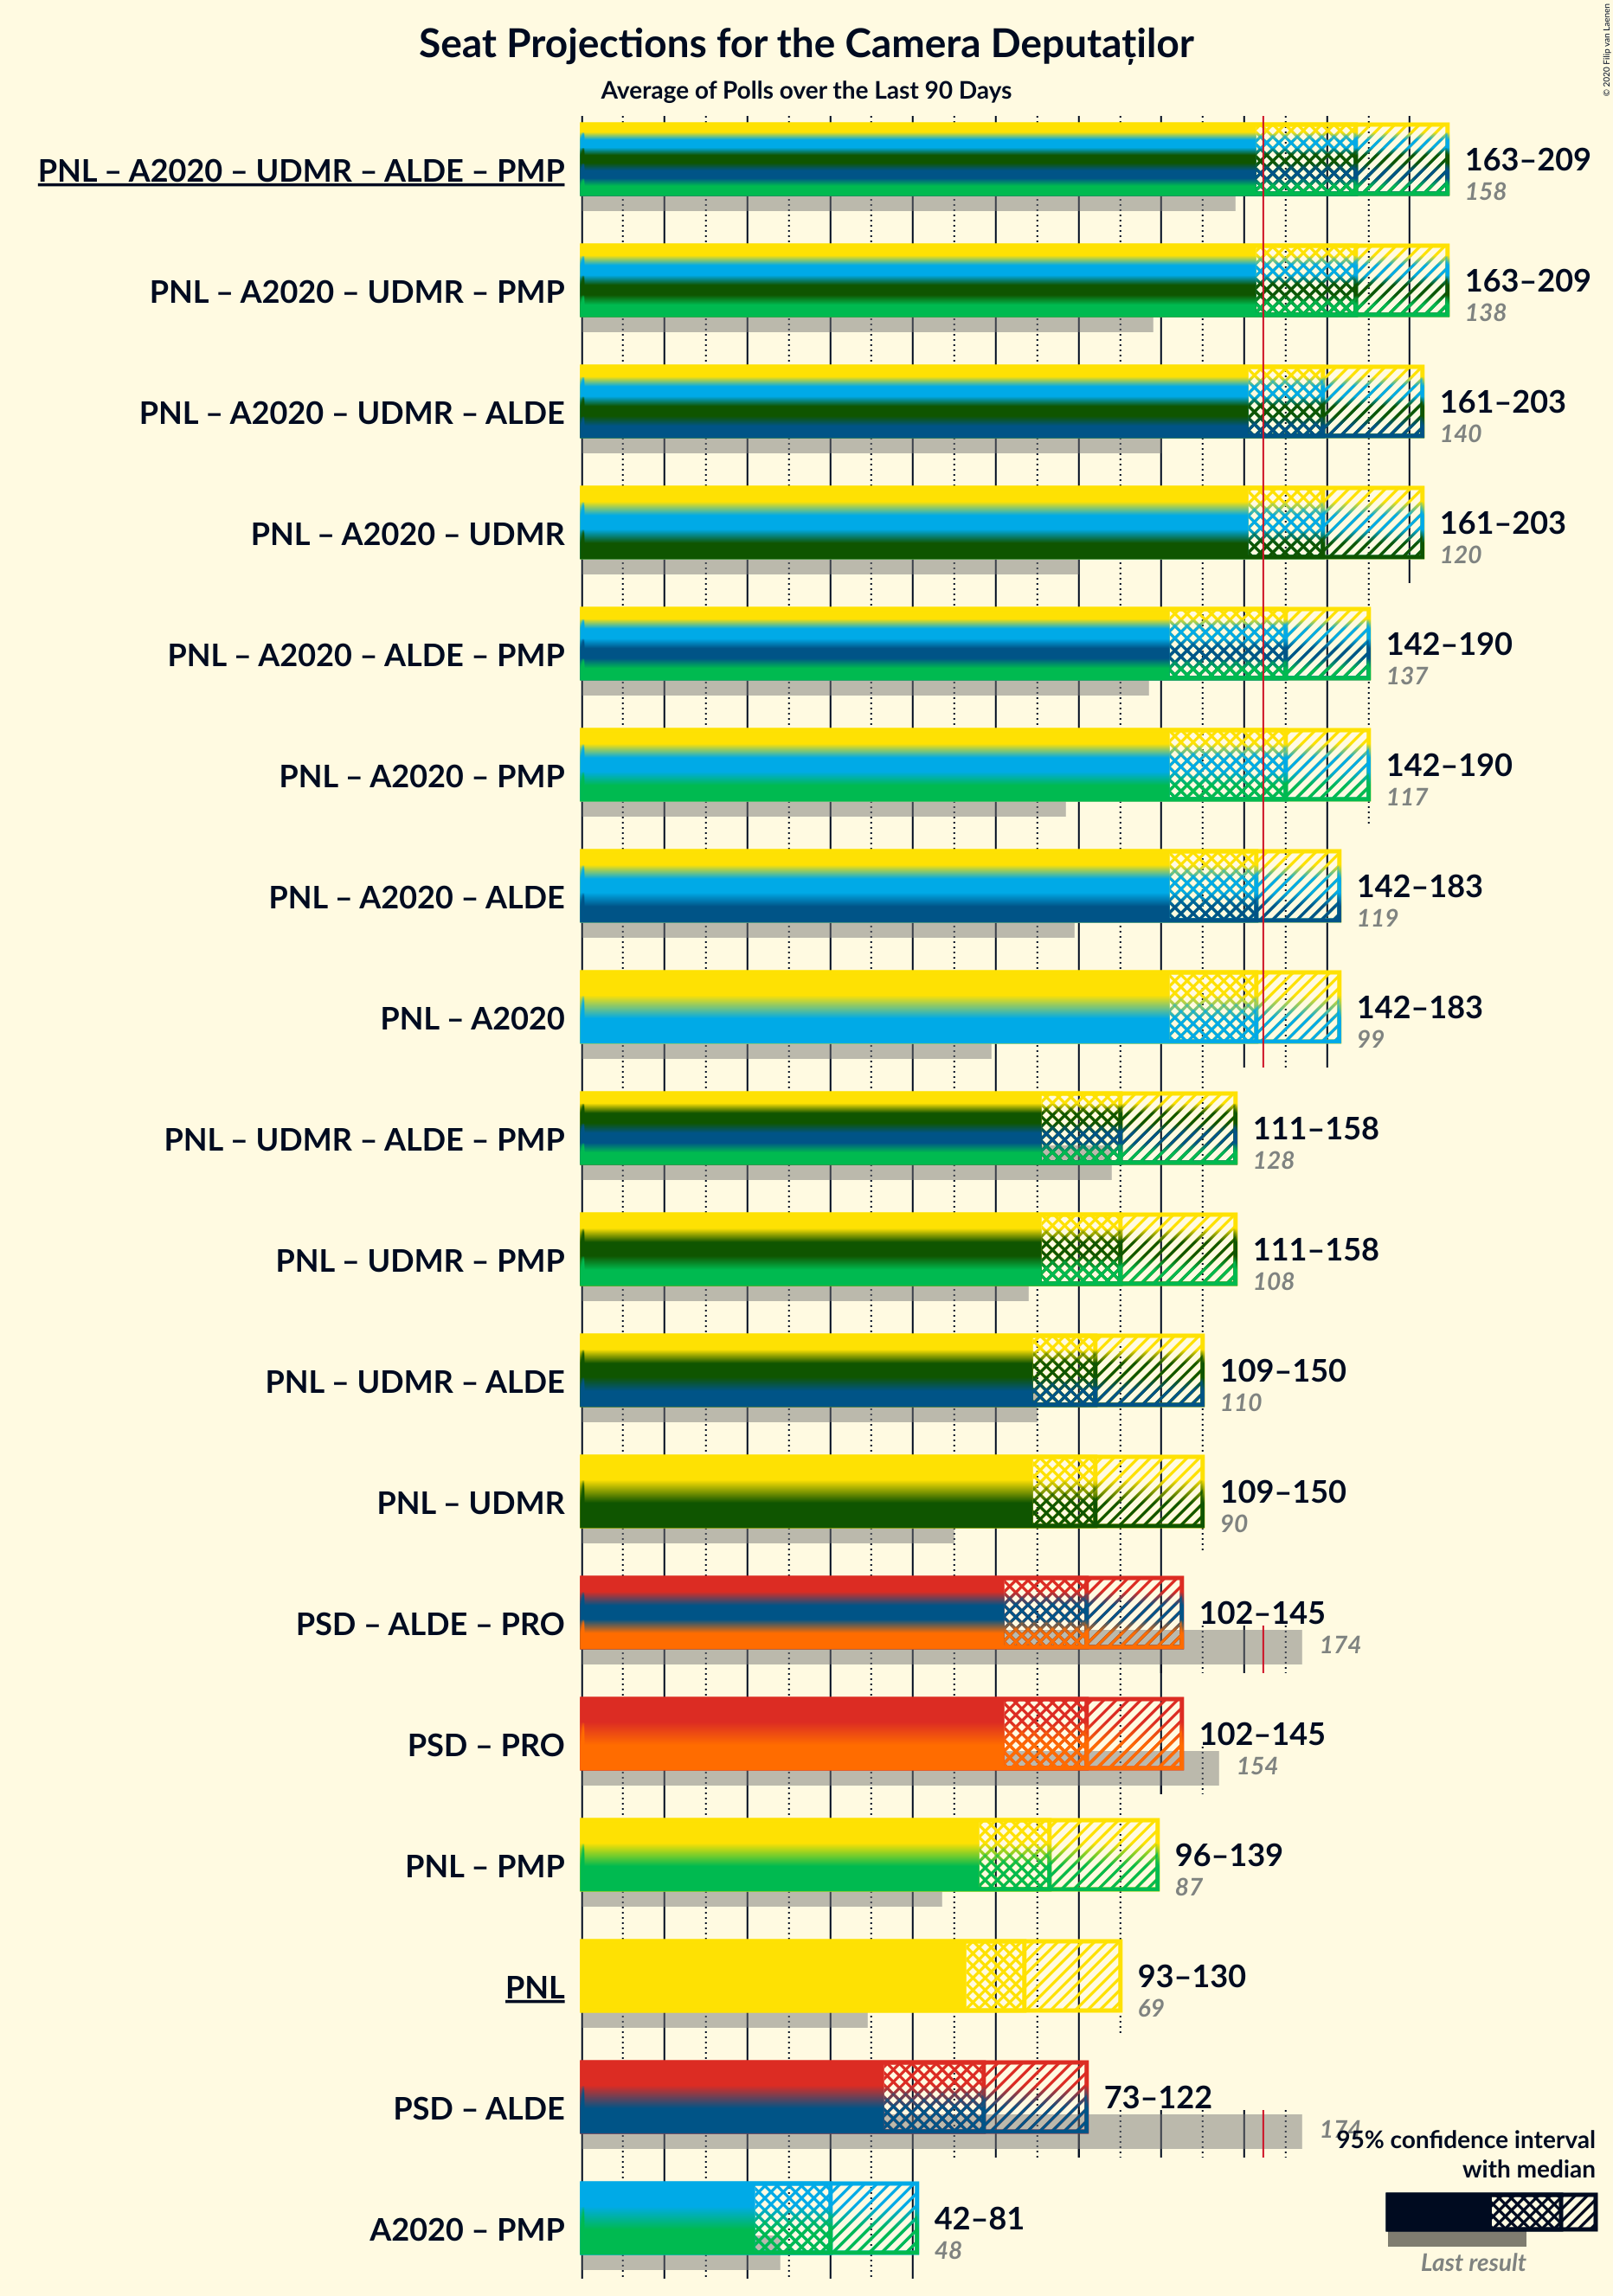 Seat Projections for the Camera Deputaților
Average of Polls over the Last 90 Days
© 2020 Filip van Laenen
PNL – A2020 – UDMR – ALDE – PMP
163–209
158
PNL – A2020 – UDMR – PMP
163–209
138
PNL – A2020 – UDMR – ALDE
161–203
140
PNL – A2020 – UDMR
161–203
120
PNL – A2020 – ALDE – PMP
142–190
137
PNL – A2020 – PMP
142–190
117
PNL – A2020 – ALDE
142–183
119
PNL – A2020
142–183
99
PNL – UDMR – ALDE – PMP
111–158
128
PNL – UDMR – PMP
111–158
108
PNL – UDMR – ALDE
109–150
110
PNL – UDMR
109–150
90
PSD – ALDE – PRO
102–145
174
PSD – PRO
102–145
154
PNL – PMP
96–139
87
PNL
93–130
69
PSD – ALDE
73–122
174
95% confidence interval
with median
Last result
A2020 – PMP
42–81
48